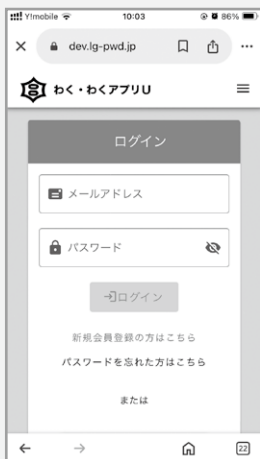 Y!mobile 10:03 86%
dev.lg-pwd.jp
わく・わくアプリU
ログイン
メールアドレス
パスワード
ログイン
新規会員登録の方はこちら
パスワードを忘れた方はこちら
または
22